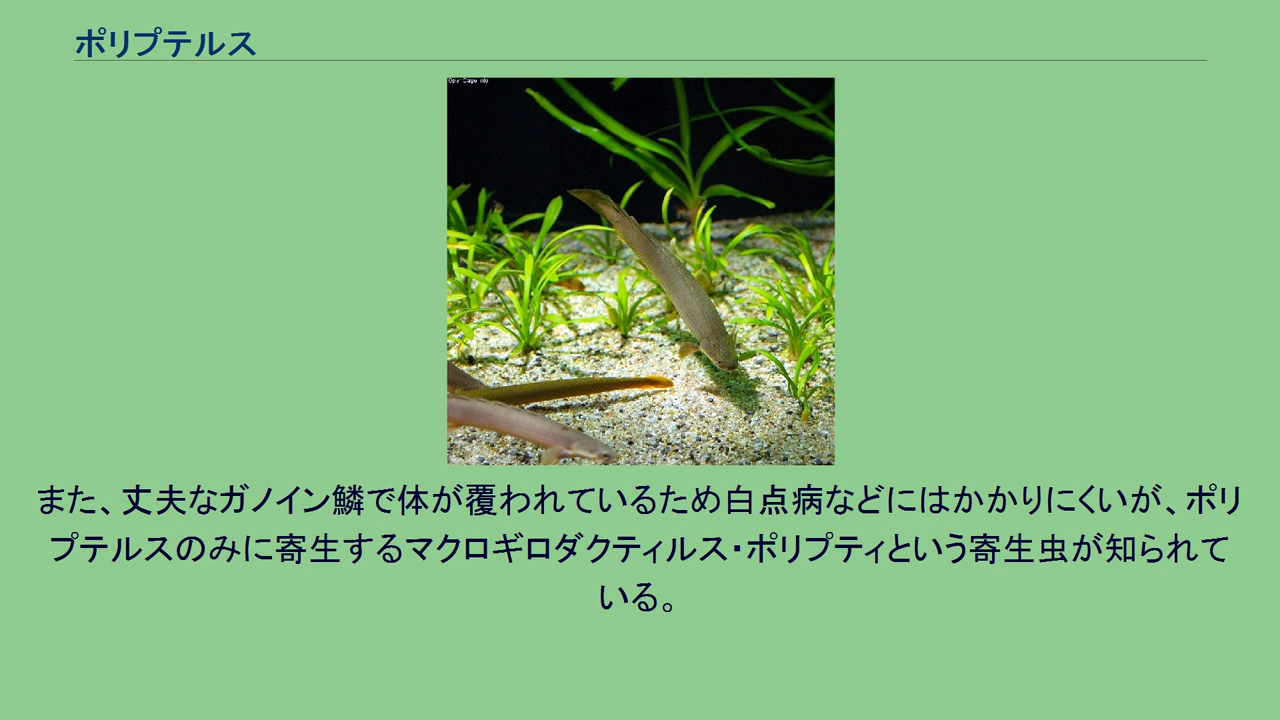 ポリプテルス
また、丈夫なガノイン鱗で体が覆われているため白点病などにはかかりにくいが、ポリ
プテルスのみに寄生するマクロギロダクティルス・ポリプティという寄生虫が知られて
いる。